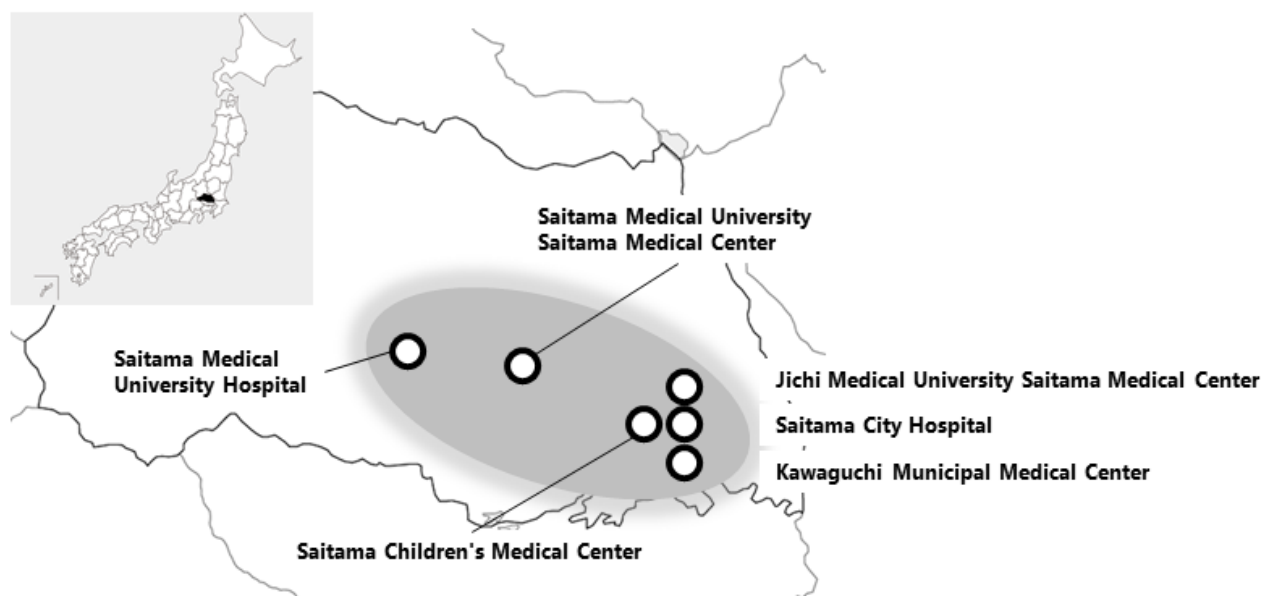 Saitama Medical University
Saitama Medical Center
Saitama Medical
University Hospital
Jichi Medical University Saitama Medical Center
Saitama City Hospital
Kawaguchi Municipal Medical Center
Saitama Children's Medical Center